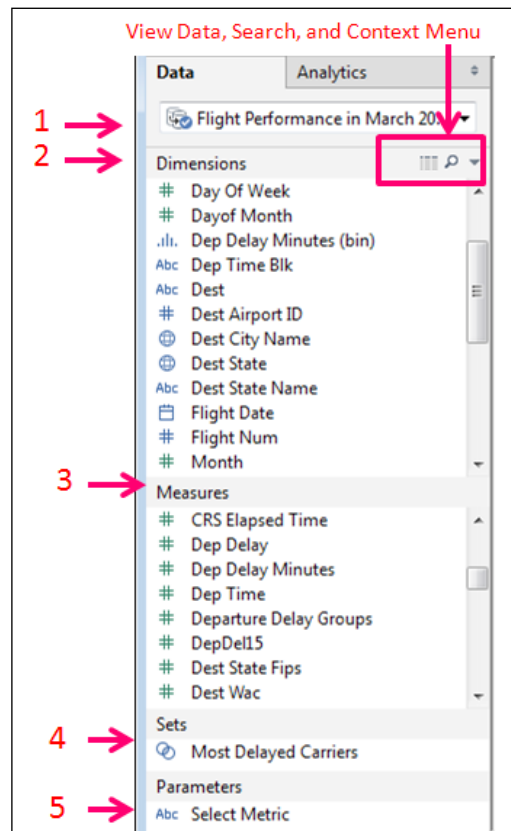 View Data, Search, and Context Menu
Data Analytics
1 Flight Performance in March 20
2 Dimensions
# Day Of Week
# Dayof Month
Dep Delay Minutes (bin)
Abc Dep Time Blk
Abc Dest
# Dest Airport ID
Dest City Name
Dest State
Abc Dest State Name
Flight Date
# Flight Num
# Month
3 Measures
# CRS Elapsed Time
# Dep Delay
# Dep Delay Minutes
# Dep Time
# Departure Delay Groups
# DepDel15
# Dest State Fips
# Dest Wac
Sets
4 Most Delayed Carriers
Parameters
5 Abc Select Metric